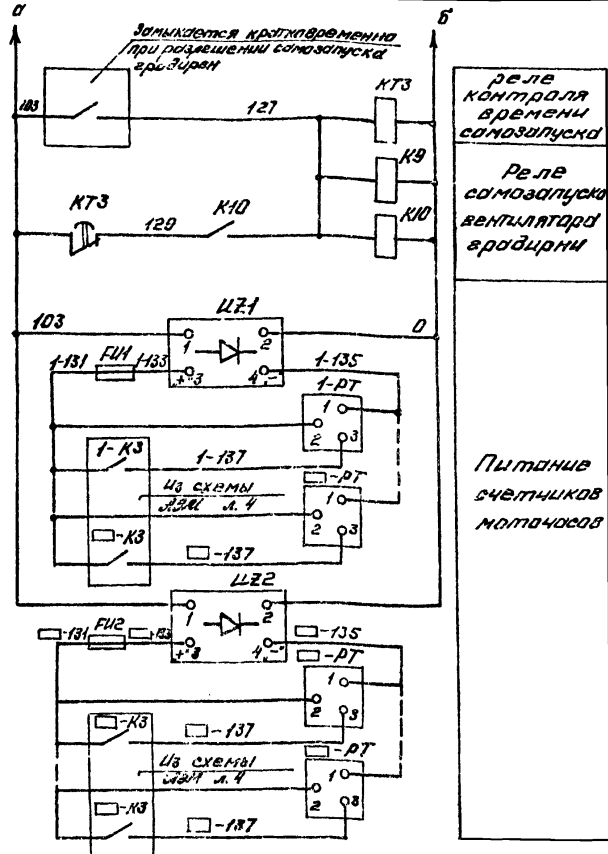 а
б
Замыкается кратковременно
при разрешении самозапуска
градирен
103
127
КТ3
К9
К10
КТ3
129
К10
реле
контроля
времени
самозапуска
Реле
самозапуска
вентилятора
градирни
103
UZ1
0
1
2
1-131
FU1
1-133
"+"3
4"-"
1-135
1-РТ
1
2
3
1-К3
1-137
Из схемы
л.4
-РТ
1
2
3
-К3
-137
Питание
счетчиков
моточасов
UZ2
1
2
-131
FU2
"+"3
4"-"
-135
-РТ
1
2
3
-К3
-137
Из схемы
л.4
-РТ
1
2
3
-К3
-137